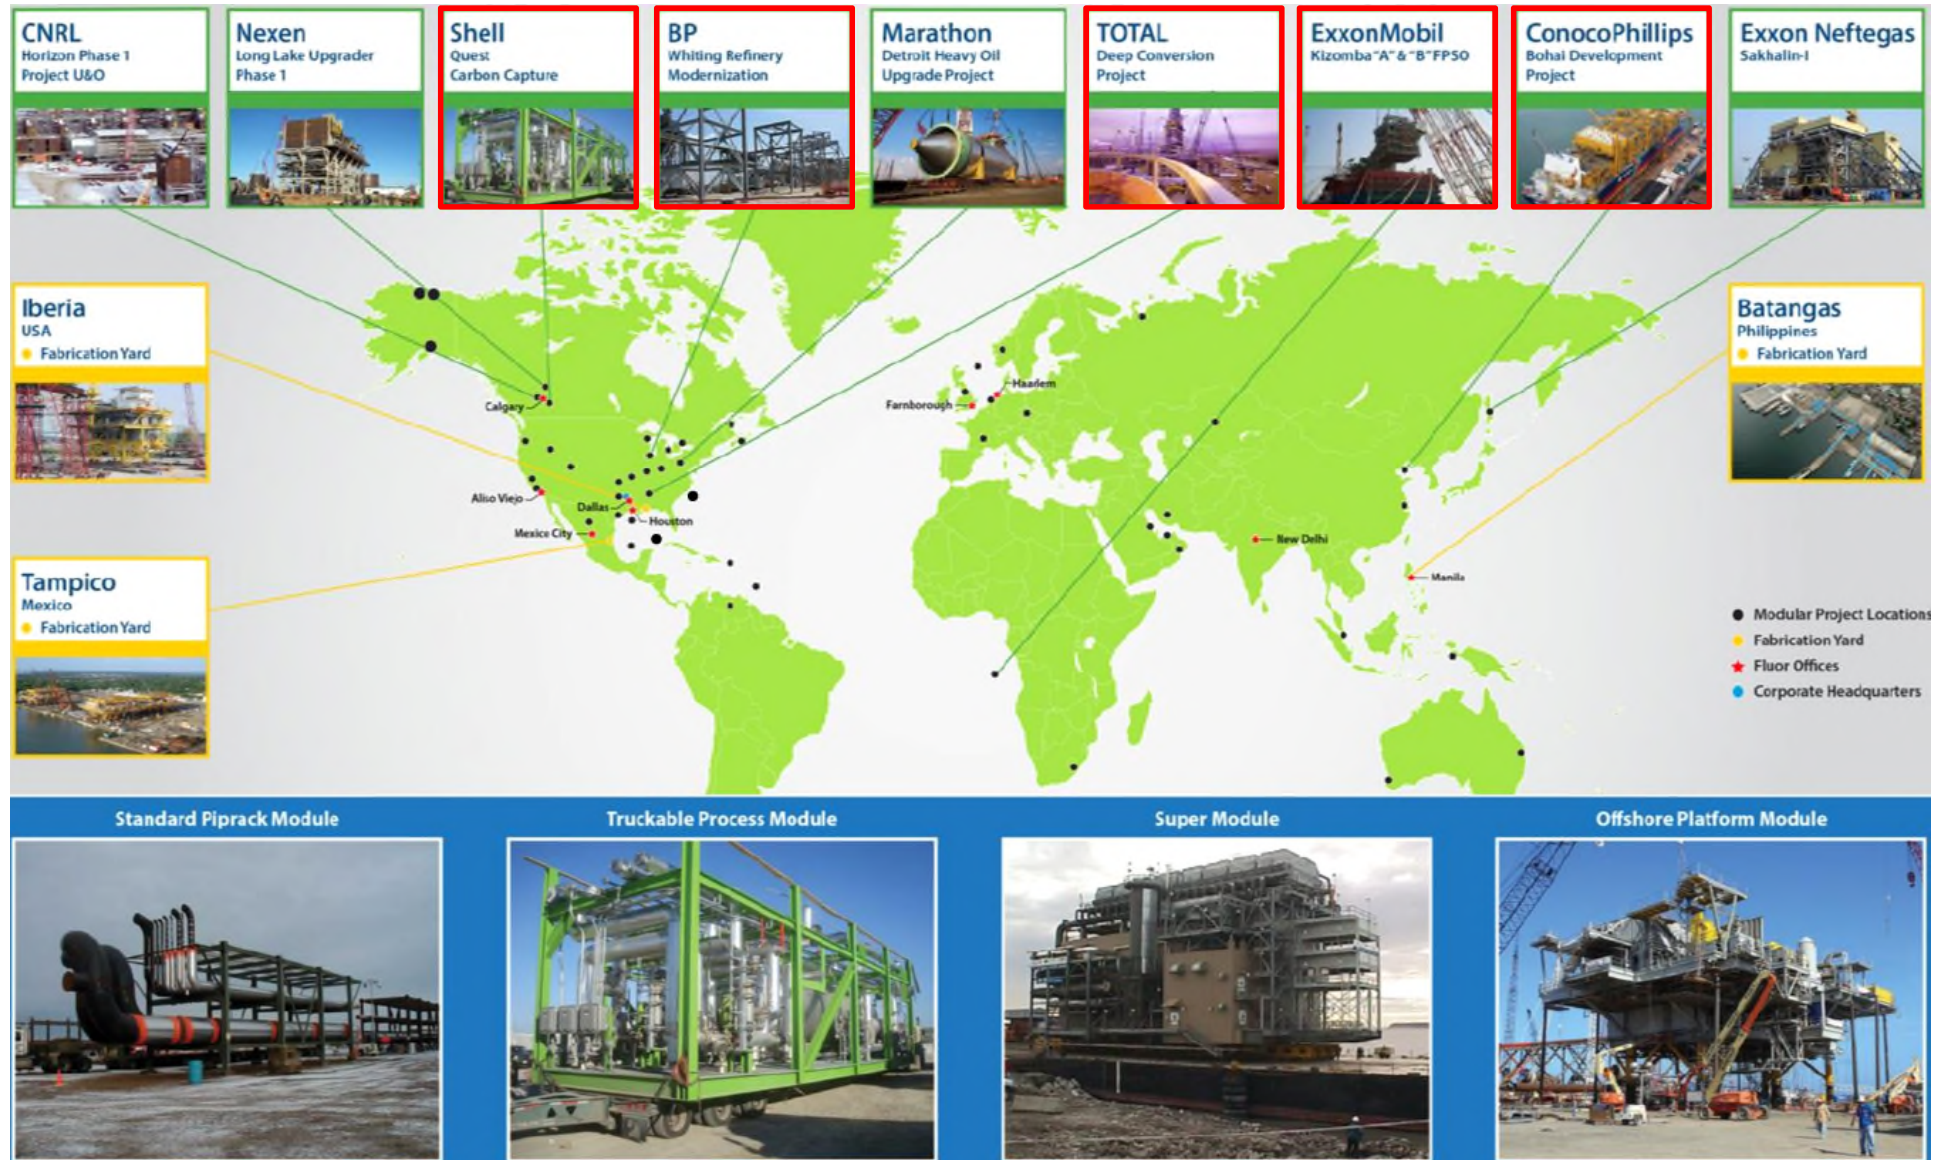 CNRL
Horizon Phase 1
Project U&O
Nexen
Long Lake Upgrader
Phase 1
Shell
Quest
Carbon Capture
BP
Whiting Refinery
Modernization
Marathon
Detroit Heavy Oil
Upgrade Project
TOTAL
Deep Conversion
Project
ExxonMobil
Kizomba "A" & "B" FPSO
ConocoPhillips
Bohai Development
Project
Exxon Neftegas
Sakhalin-I
Iberia
USA
Fabrication Yard
Tampico
Mexico
Fabrication Yard
Calgary
Aliso Viejo
Dallas
Houston
Mexico City
Haarlem
Farnborough
New Delhi
Manila
Batangas
Philippines
Fabrication Yard
Modular Project Locations
Fabrication Yard
Fluor Offices
Corporate Headquarters
Standard Piprack Module
Truckable Process Module
Super Module
Offshore Platform Module